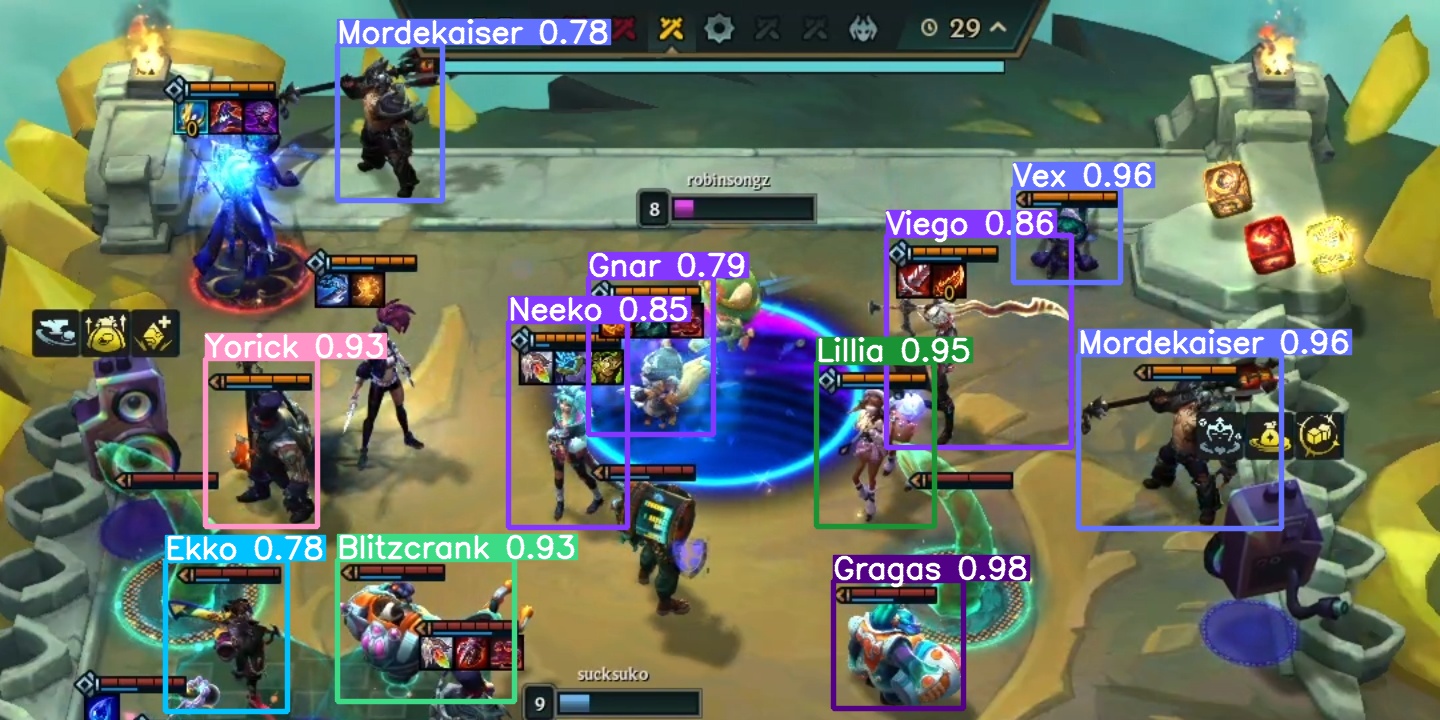 Mordekaiser 0.78
29
0
robinsongz
8
Vex 0.96
Viego 0.86
Gnar 0.79
0
Neeko 0.85
Yorick 0.93
Lillia 0.95
Mordekaiser 0.96
Ekko 0.78
Blitzcrank 0.93
Gragas 0.98
sucksuko
9